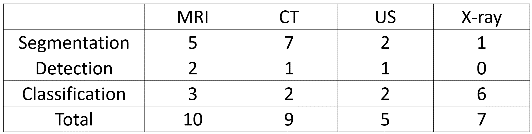 MRI CT US X-ray
Segmentation 5 7 2 1
Detection 2 1 1 0
Classification 3 2 2 6
Total 10 9 5 7